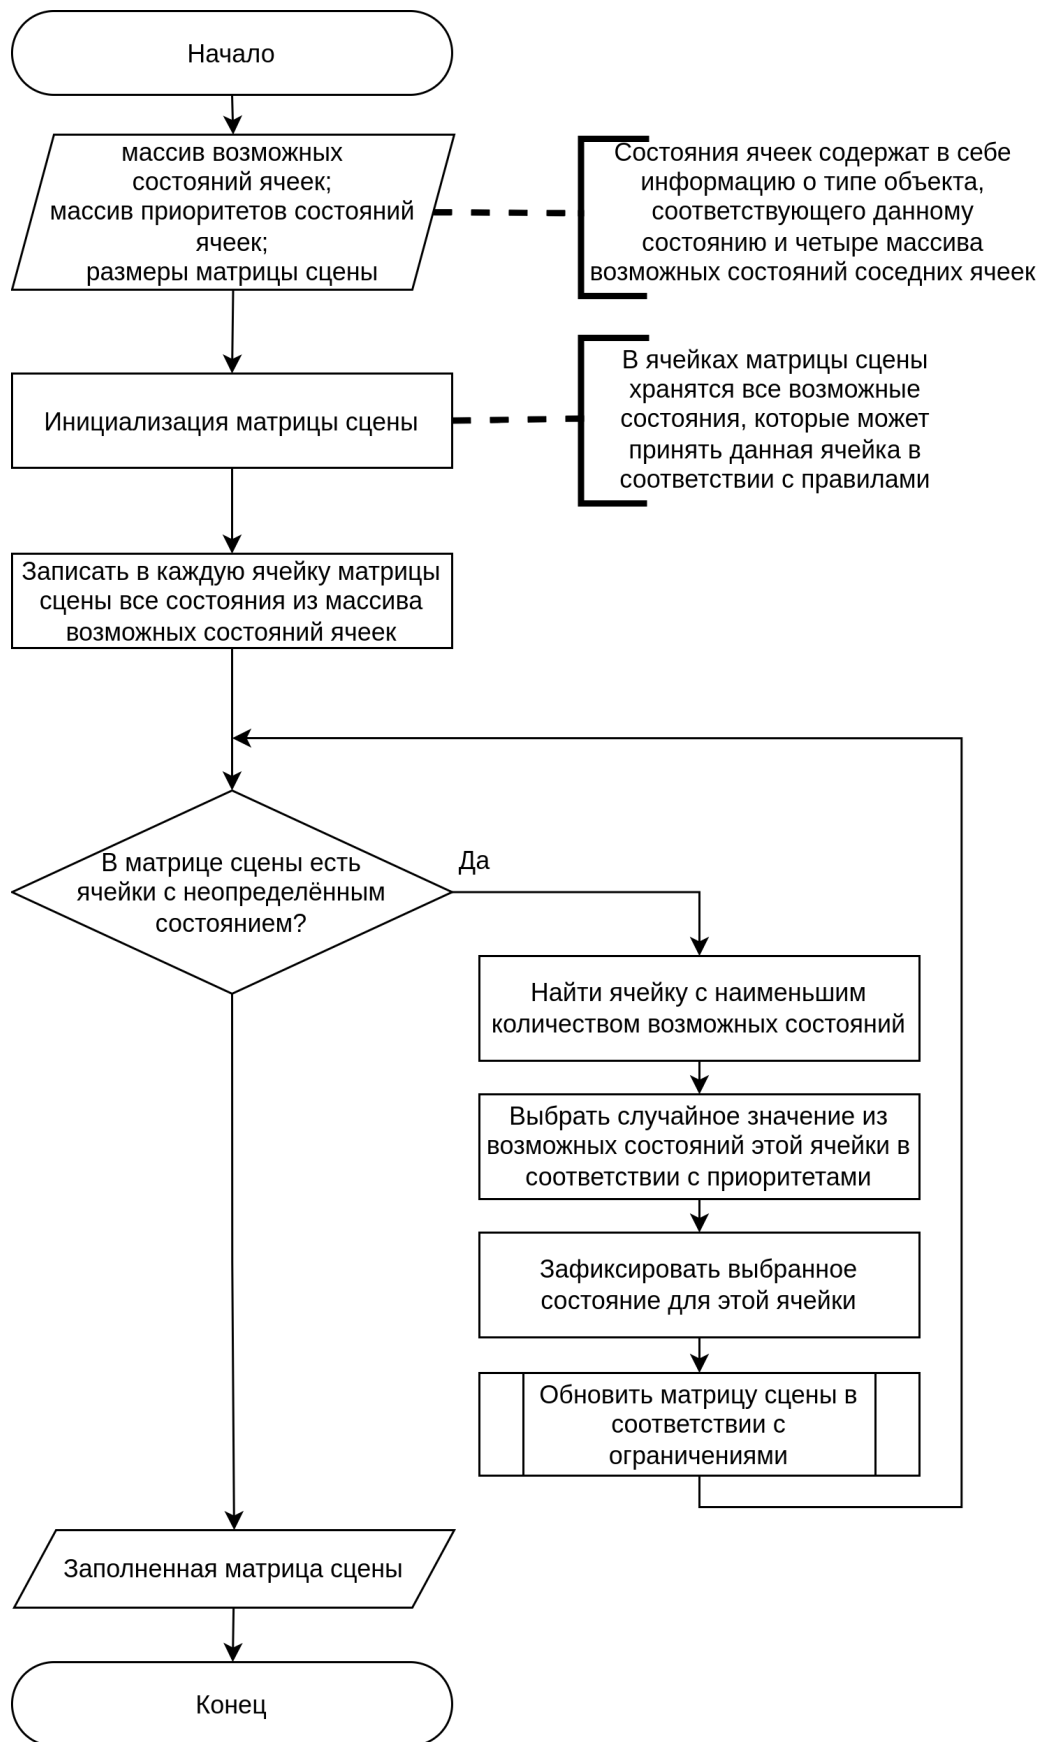 Начало
массив возможных
состояний ячеек;
массив приоритетов состояний
ячеек;
размеры матрицы сцены
Состояния ячеек содержат в себе
информацию о типе объекта,
соответствующего данному
состоянию и четыре массива
возможных состояний соседних ячеек
Инициализация матрицы сцены
В ячейках матрицы сцены
хранятся все возможные
состояния, которые может
принять данная ячейка в
соответствии с правилами
Записать в каждую ячейку матрицы
сцены все состояния из массива
возможных состояний ячеек
В матрице сцены есть
ячейки с неопределённым
состоянием?
Да
Найти ячейку с наименьшим
количеством возможных состояний
Выбрать случайное значение из
возможных состояний этой ячейки в
соответствии с приоритетами
Зафиксировать выбранное
состояние для этой ячейки
Обновить матрицу сцены в
соответствии с
ограничениями
Заполненная матрица сцены
Конец